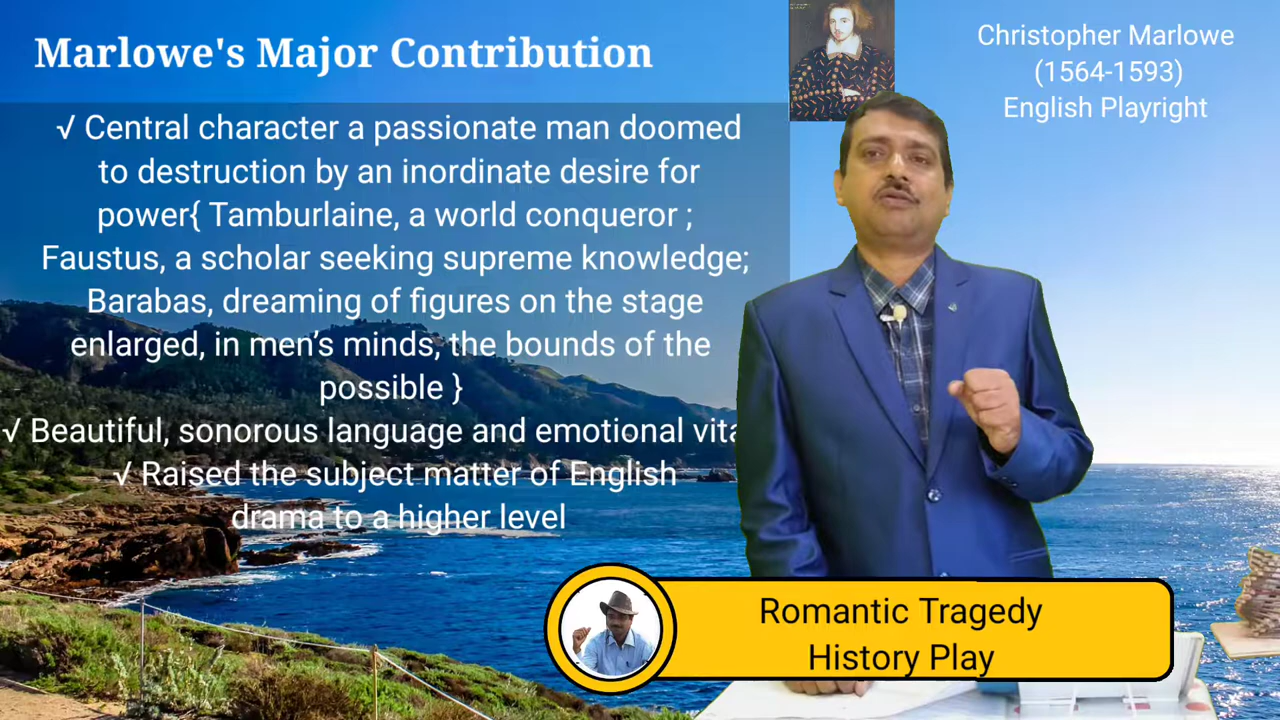 Marlowe's Major Contribution
√ Central character a passionate man doomed
to destruction by an inordinate desire for
power{ Tamburlaine, a world conqueror ;
Faustus, a scholar seeking supreme knowledge;
Barabas, dreaming of figures on the stage
enlarged, in men’s minds, the bounds of the
possible }
√ Beautiful, sonorous language and emotional
√ Raised the subject matter of English
drama to a higher level
Christopher Marlowe
(1564-1593)
English Playright
Romantic Tragedy
History Play